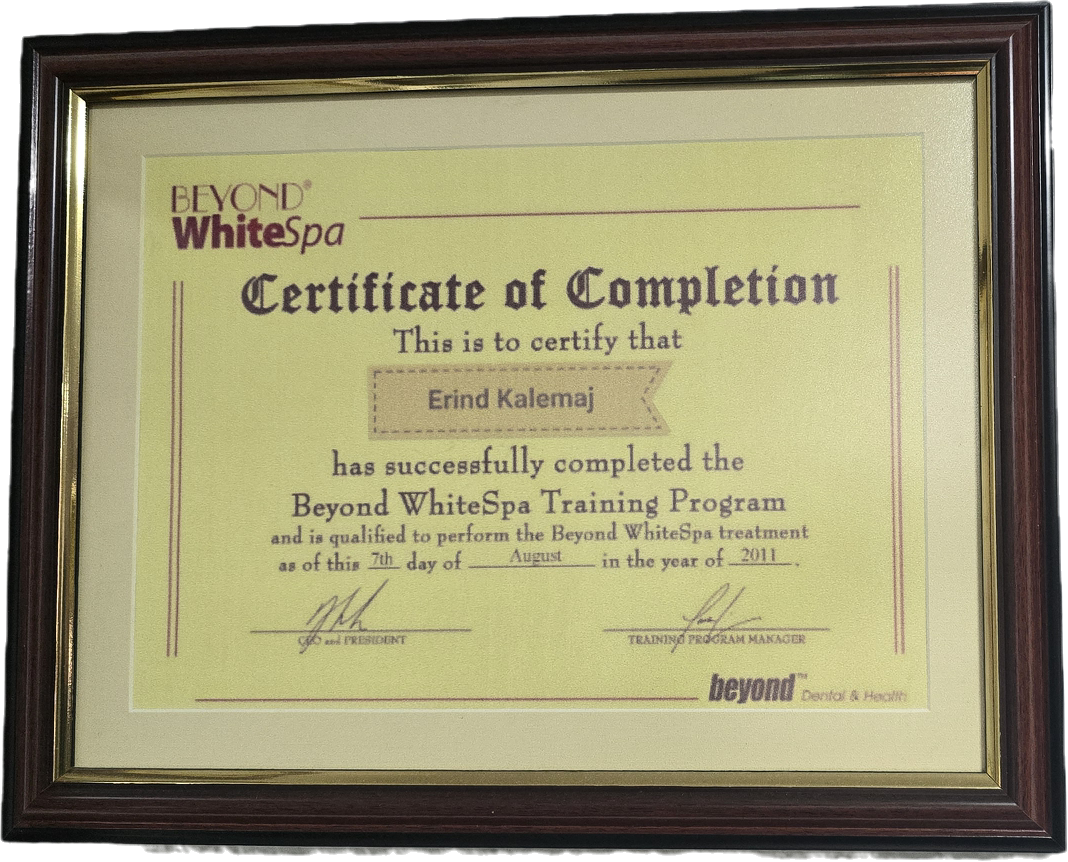 BEYOND®
WhiteSpa
Certificate of Completion
This is to certify that
Erind Kalemaj
has successfully completed the
Beyond WhiteSpa Training Program
and is qualified to perform the Beyond WhiteSpa treatment
as of this 7th day of August in the year of 2011.
CEO and PRESIDENT
TRAINING PROGRAM MANAGER
beyond™ Dental & Health